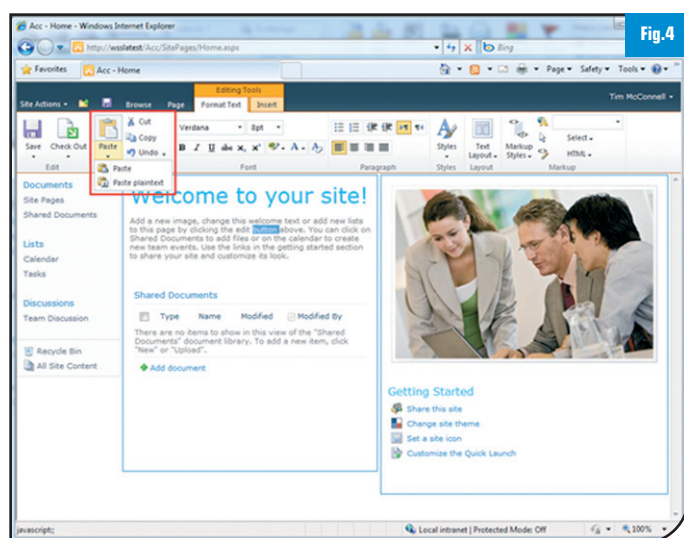 Fig.4
Acc - Home - Windows Internet Explorer
http://wsslatest/Acc/SitePages/Home.aspx
Bing
Favorites
Acc - Home
Page
Safety
Tools
Editing Tools
Site Actions
Browse
Page
Format Text
Insert
Tim McConnell
Save
Check Out
Paste
Cut
Copy
Undo
Verdana
8pt
B I U abc x, x'
Styles
Text Layout
Markup Styles
Select
HTML
Edit
Font
Paragraph
Styles
Layout
Markup
Paste
Paste plaintext
Documents
Site Pages
Shared Documents
Lists
Calendar
Tasks
Discussions
Team Discussion
Recycle Bin
All Site Content
Welcome to your site!
Add a new image, change this welcome text or add new lists
to this page by clicking the edit button above. You can click on
Shared Documents to add files or on the calendar to create
new team events. Use the links in the getting started section
to share your site and customize its look.
Shared Documents
Type Name Modified Modified By
There are no items to show in this view of the "Shared
Documents" document library. To add a new item, click
"New" or "Upload".
Add document
Getting Started
Share this site
Change site theme
Set a site icon
Customize the Quick Launch
javascript:;
Local intranet | Protected Mode: Off
100%